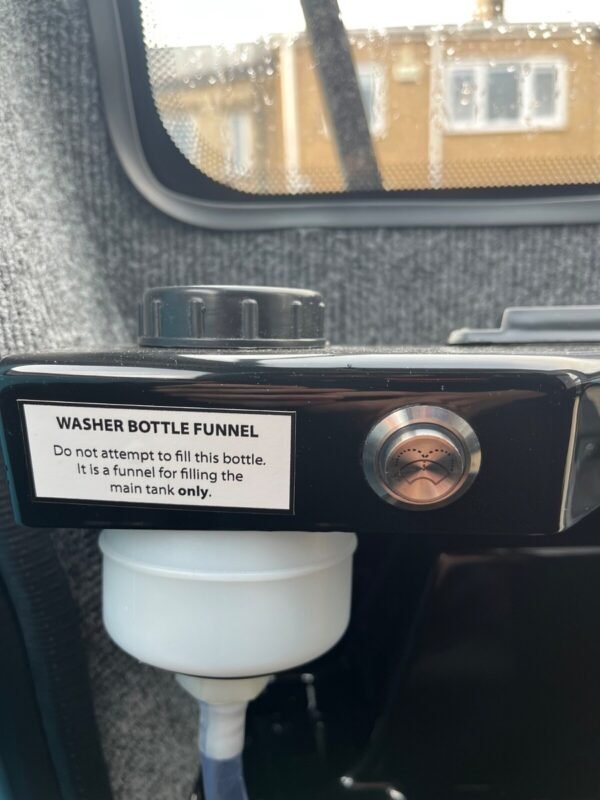 WASHER BOTTLE FUNNEL
Do not attempt to fill this bottle.
It is a funnel for filling the
main tank only.